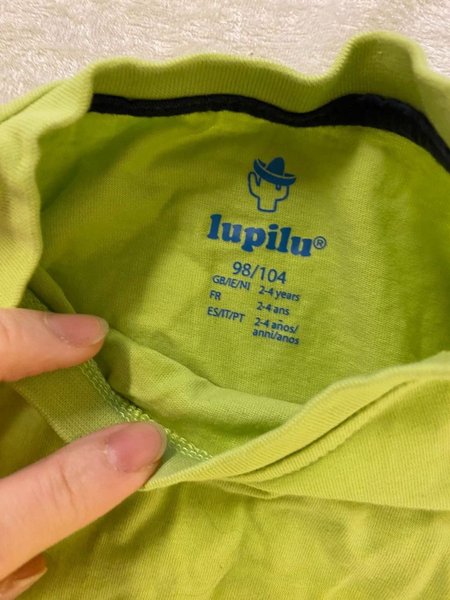 lupilu®
98/104
GB/IE/NI 2-4 years
FR 2-4 ans
ES/IT/PT 2-4 años/
anni/anos